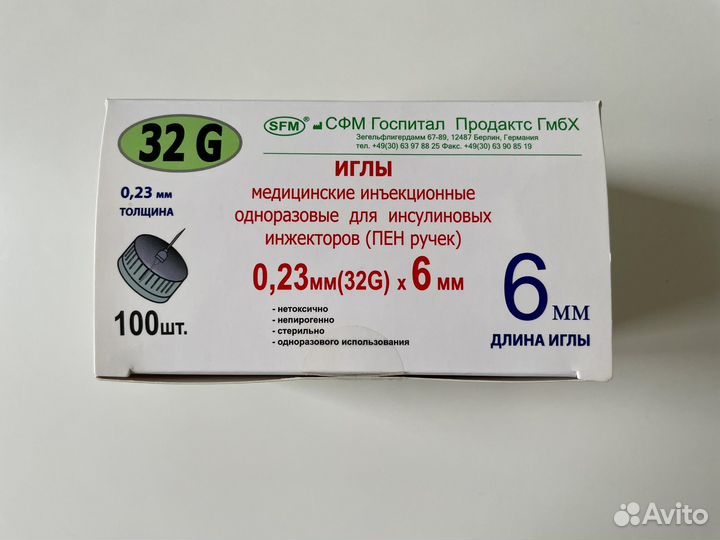 32 G
SFM® СФМ Госпитал Продактс ГмбХ
Зегельфлигердамм 67-89, 12487 Берлин, Германия
тел. +49(30) 63 97 88 25 Факс. +49(30) 63 90 85 19
ИГЛЫ
медицинские инъекционные
одноразовые для инсулиновых
инжекторов (ПЕН ручек)
0,23 мм
ТОЛЩИНА
0,23мм(32G) х 6 мм
100шт.
- нетоксично
- непирогенно
- стерильно
- одноразового использования
6 мм
ДЛИНА ИГЛЫ
Avito